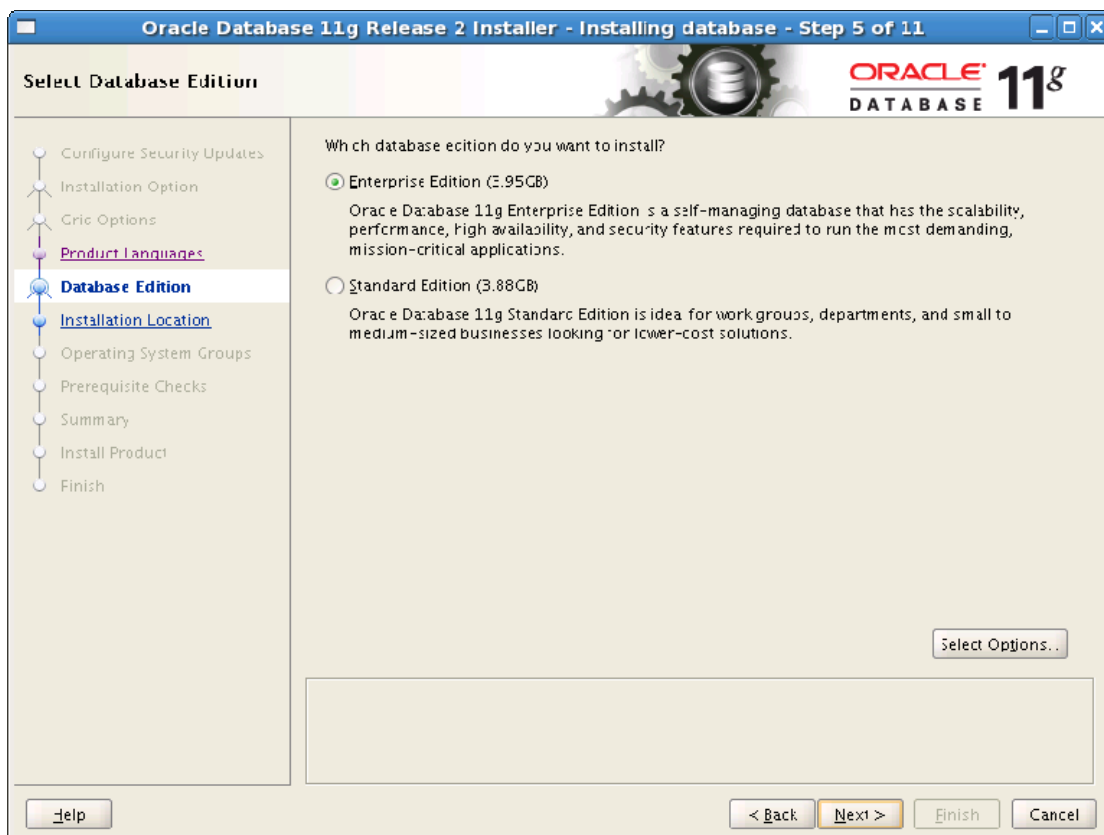 Oracle Database 11g Release 2 Installer - Installing database - Step 5 of 11
Select Database Edition
ORACLE
DATABASE
11g
Configure Security Updates
Installation Option
Grid Options
Product Languages
Database Edition
Installation Location
Operating System Groups
Prerequisite Checks
Summary
Install Product
Finish
Which database edition do you want to install?
Enterprise Edition (3.95GB)
Oracle Database 11g Enterprise Edition is a self-managing database that has the scalability,
performance, high availability, and security features required to run the most demanding,
mission-critical applications.
Standard Edition (3.88GB)
Oracle Database 11g Standard Edition is ideal for work groups, departments, and small to
medium-sized businesses looking for lower-cost solutions.
Select Options..
Help
< Back
Next >
Finish
Cancel